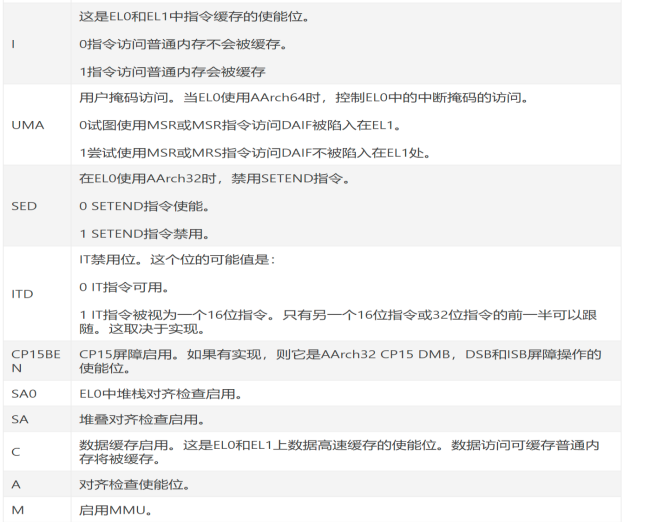 这是EL0和EL1中指令缓存的使能位。
I
0指令访问普通内存不会被缓存。
1指令访问普通内存会被缓存
用户掩码访问。当EL0使用AArch64时，控制EL0中的中断掩码的访问。
UMA
0试图使用MSR或MSR指令访问DAIF被陷入在EL1。
1尝试使用MSR或MRS指令访问DAIF不被陷入在EL1处。
在EL0使用AArch32时，禁用SETEND指令。
SED
0 SETEND指令使能。
1 SETEND指令禁用。
IT禁用位。这个位的可能值是：
ITD
0 IT指令可用。
1 IT指令被视为一个16位指令。只有另一个16位指令或32位指令的前一半可以跟
随。这取决于实现。
CP15BE
N
CP15屏障启用。如果有实现，则它是AArch32 CP15 DMB，DSB和ISB屏障操作的
使能位。
SA0
EL0中堆栈对齐检查启用。
SA
堆叠对齐检查启用。
C
数据缓存启用。这是EL0和EL1上数据高速缓存的使能位。数据访问可缓存普通内
存将被缓存。
A
对齐检查使能位。
M
启用MMU。